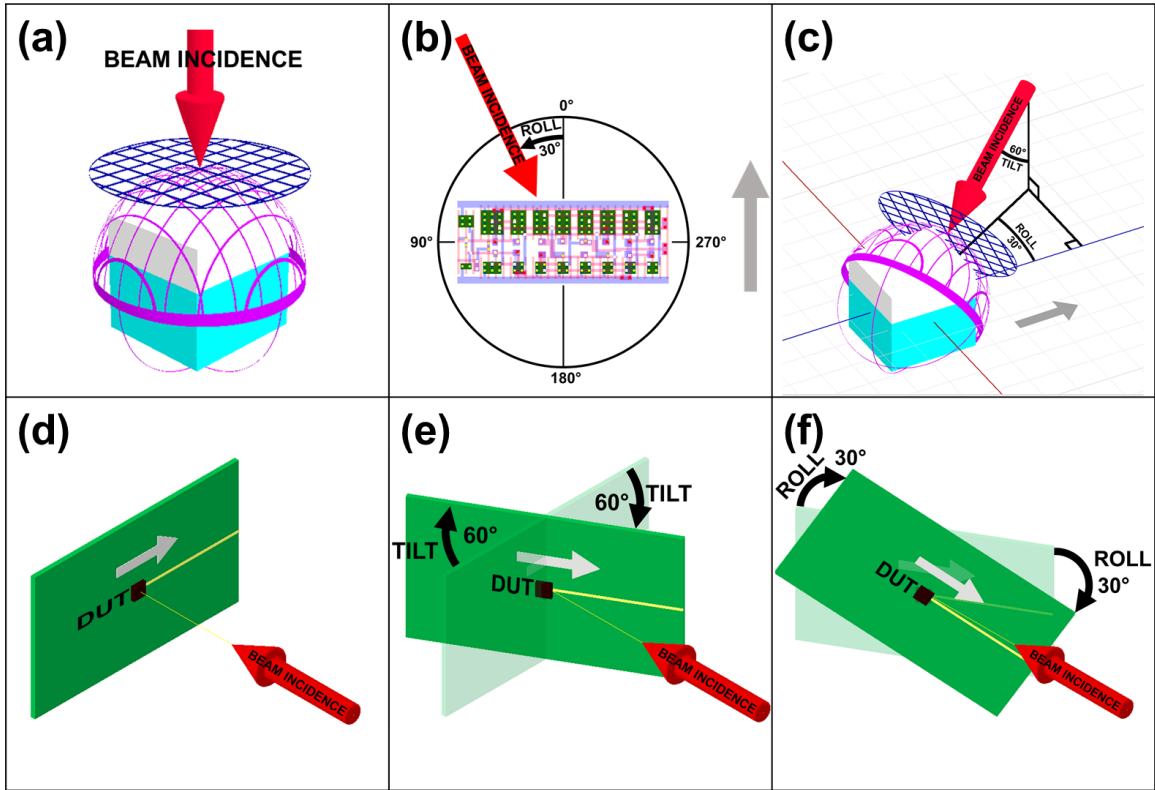 (a)
BEAM INCIDENCE
(b)
BEAM INCIDENCE
0°
ROLL
30°
90°
270°
180°
(c)
BEAM INCIDENCE
60°
TILT
ROLL
30°
(d)
DUT
BEAM INCIDENCE
(e)
60°
TILT
60°
TILT
DUT
BEAM INCIDENCE
(f)
ROLL 30°
ROLL
30°
DUT
BEAM INCIDENCE